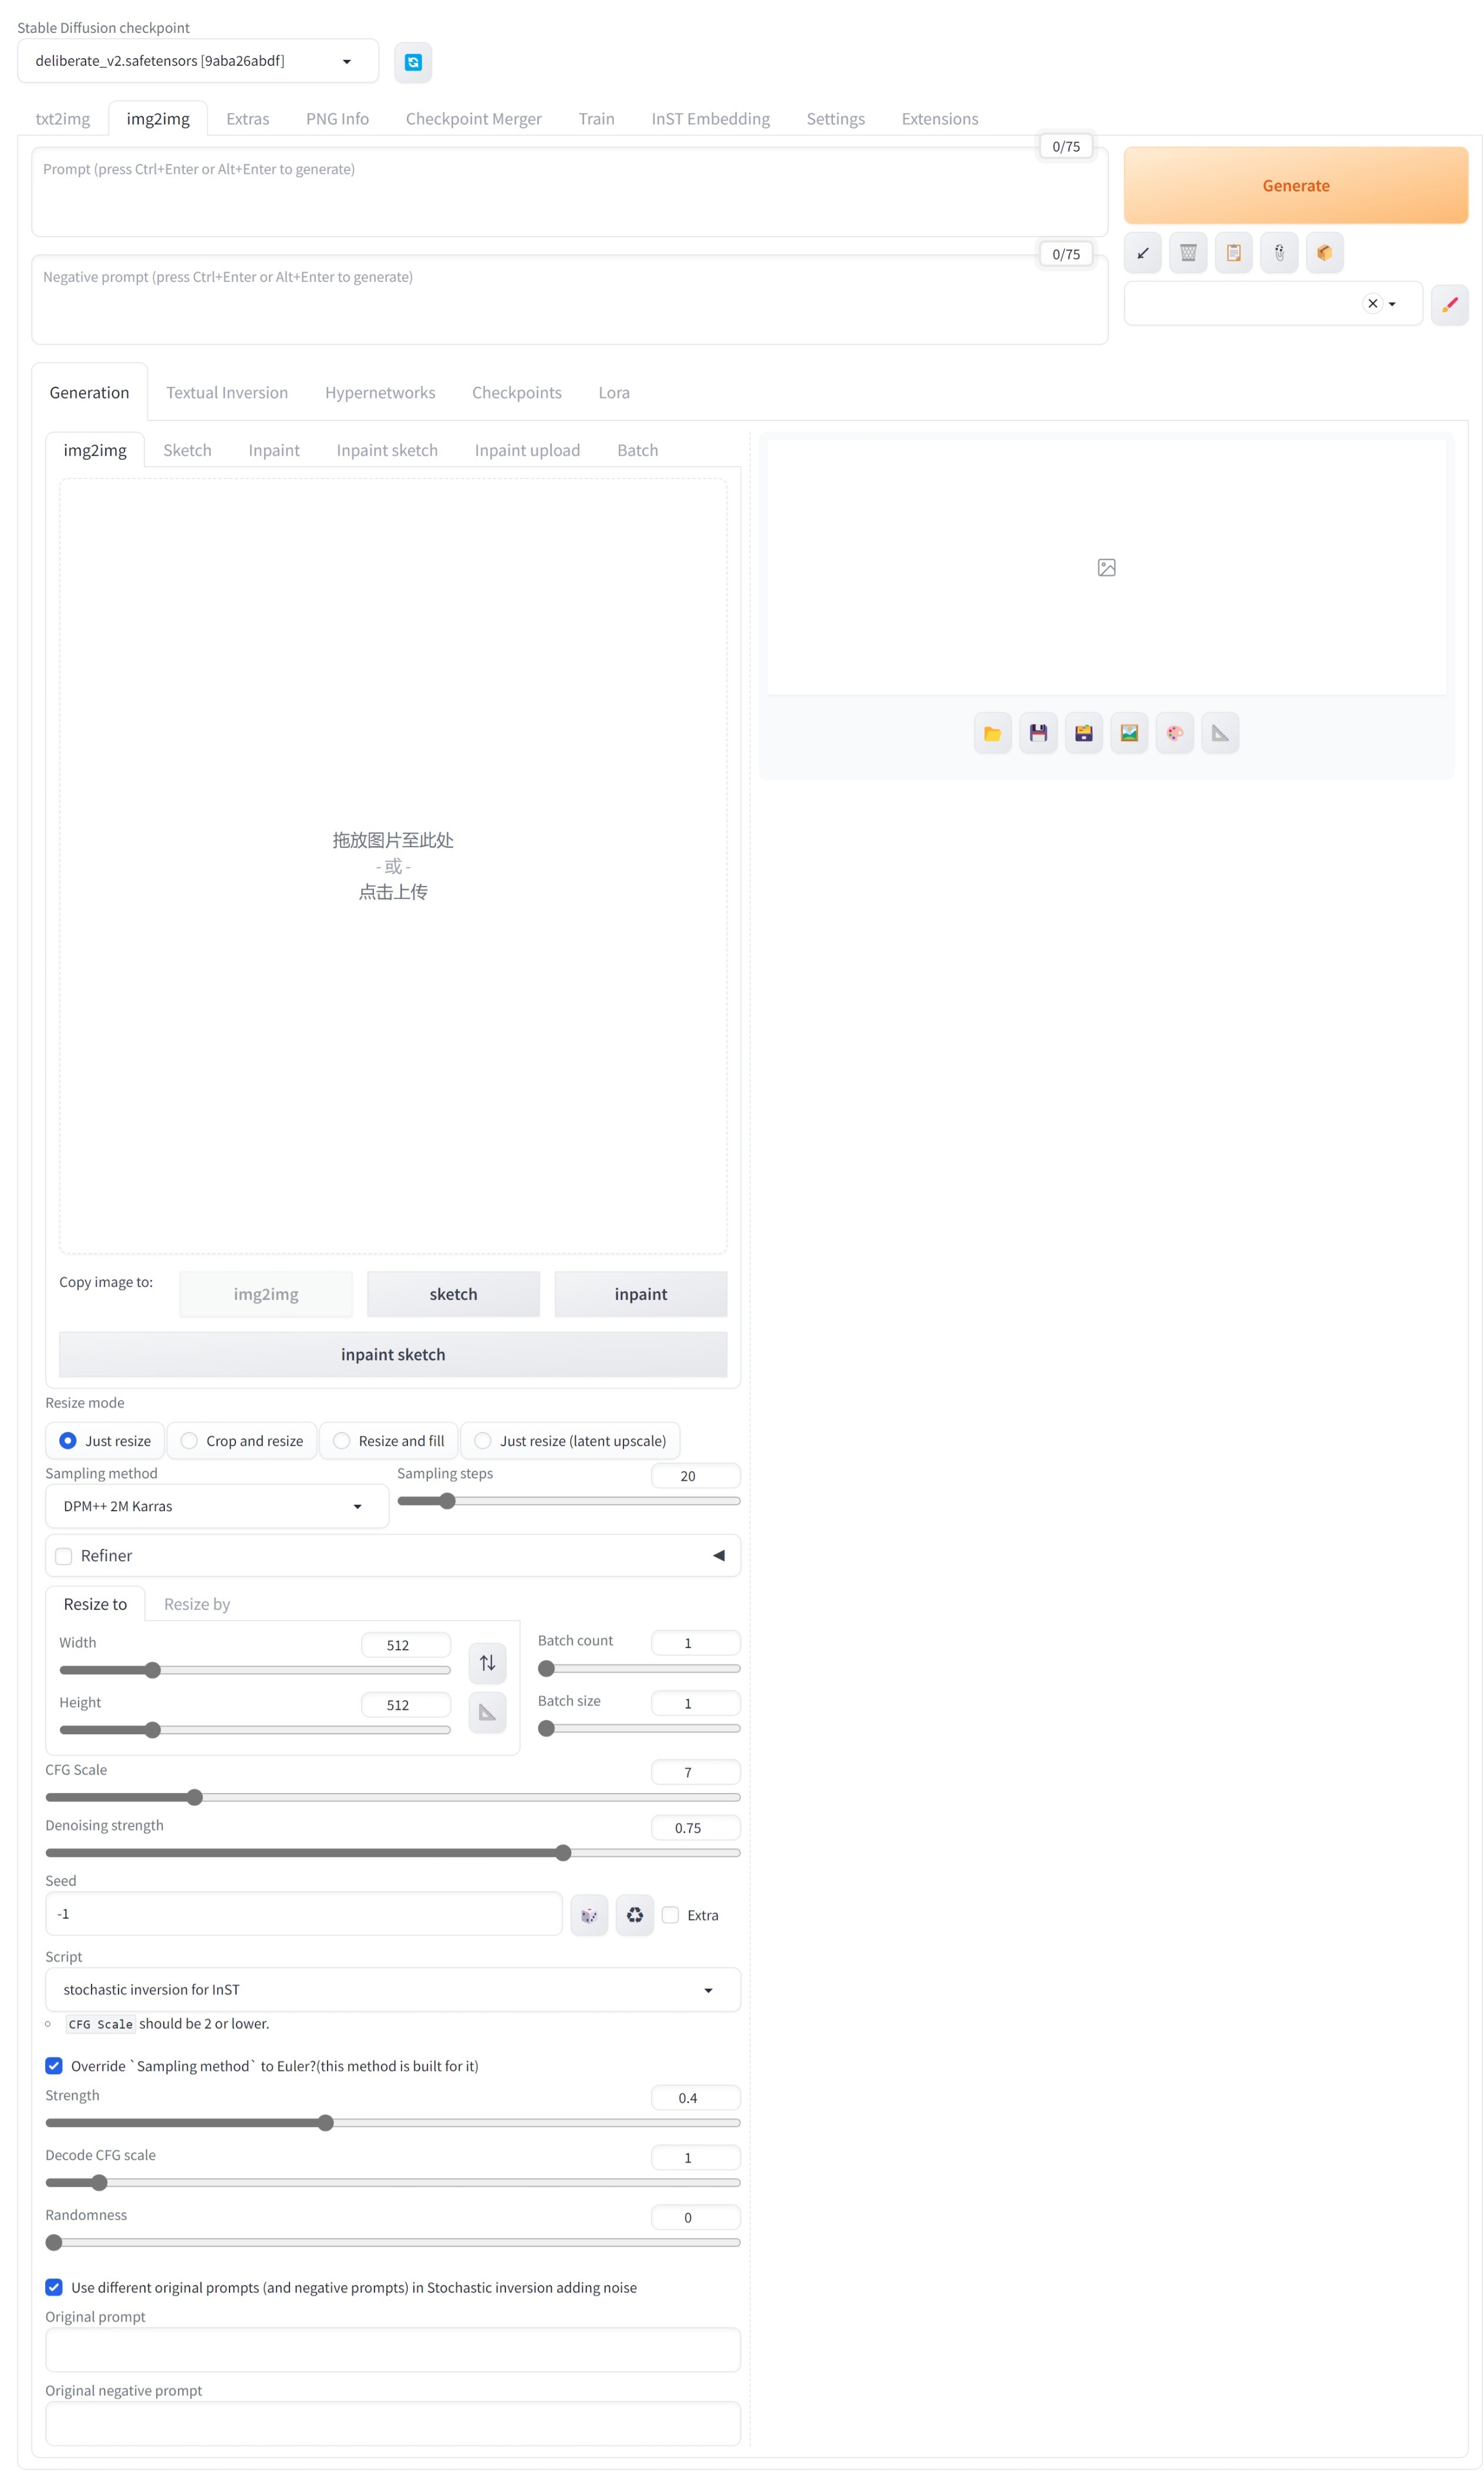 Stable Diffusion checkpoint
deliberate_v2.safetensors [9aba26abdf]
txt2img img2img Extras PNG Info Checkpoint Merger Train InST Embedding Settings Extensions
0/75
Prompt (press Ctrl+Enter or Alt+Enter to generate)
Generate
0/75
Negative prompt (press Ctrl+Enter or Alt+Enter to generate)
Generation Textual Inversion Hypernetworks Checkpoints Lora
img2img Sketch Inpaint Inpaint sketch Inpaint upload Batch
拖放图片至此处
- 或 -
点击上传
Copy image to: img2img sketch inpaint
inpaint sketch
Resize mode
Just resize Crop and resize Resize and fill Just resize (latent upscale)
Sampling method Sampling steps 20
DPM++ 2M Karras
Refiner
Resize to Resize by
Width 512 Batch count 1
Height 512 Batch size 1
CFG Scale 7
Denoising strength 0.75
Seed
-1 Extra
Script
stochastic inversion for InST
CFG Scale should be 2 or lower.
Override `Sampling method` to Euler?(this method is built for it)
Strength 0.4
Decode CFG scale 1
Randomness 0
Use different original prompts (and negative prompts) in Stochastic inversion adding noise
Original prompt
Original negative prompt